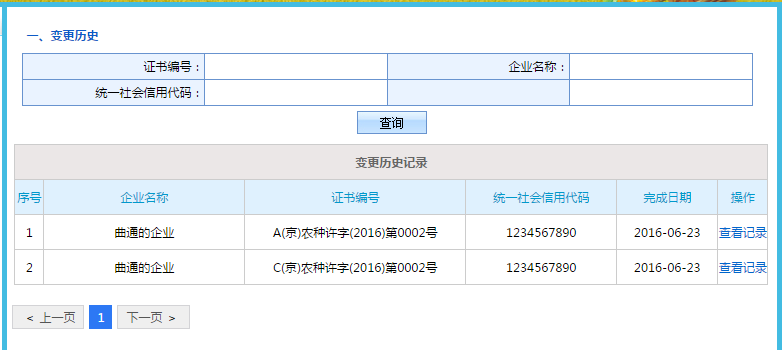 一、变更历史
证书编号： 企业名称：
统一社会信用代码：
查询
变更历史记录
序号 企业名称 证书编号 统一社会信用代码 完成日期 操作
1 曲通的企业 A(京)农种许字(2016)第0002号 1234567890 2016-06-23 查看记录
2 曲通的企业 C(京)农种许字(2016)第0002号 1234567890 2016-06-23 查看记录
< 上一页 1 下一页 >